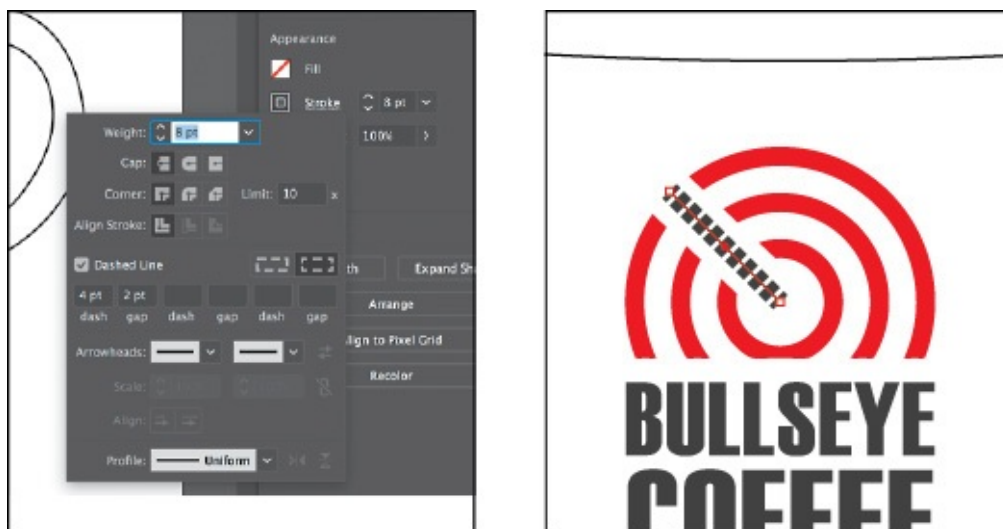 Appearance
Fill
Stroke 8 pt
100%
Weight: 8 pt
Cap:
Corner: Limit: 10 x
Align Stroke:
Dashed Line
th Expand Sha
4 pt 2 pt
dash gap dash gap dash gap
Arrange
Arrowheads:
lign to Pixel Grid
Scale:
Recolor
Align:
Profile: Uniform
BULLSEYE
COFFEE